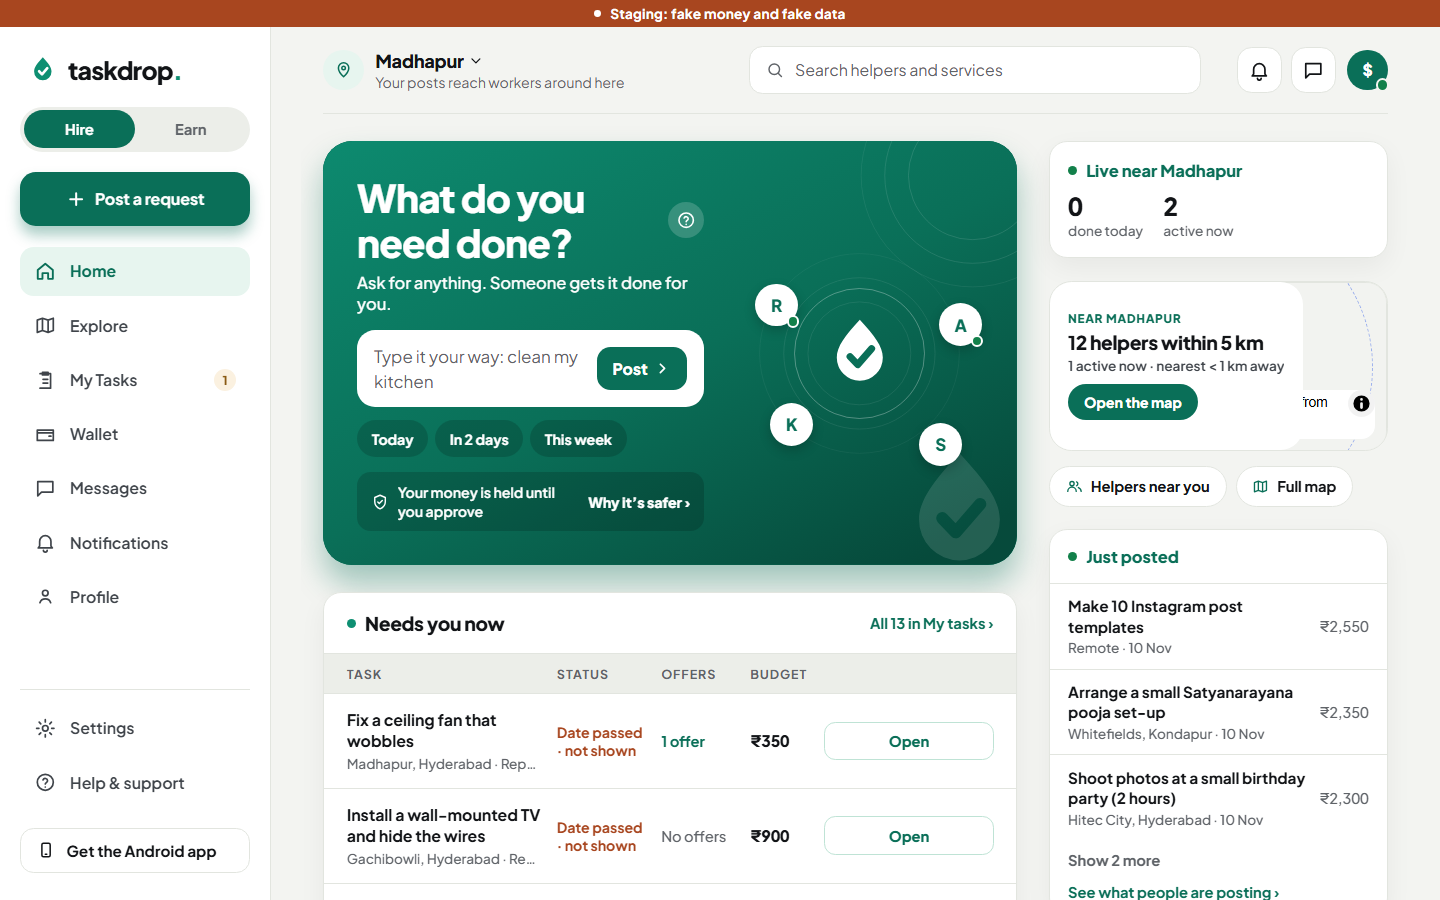 Staging: fake money and fake data
taskdrop.
Hire
Earn
Post a request
Home
Explore
My Tasks
1
Wallet
Messages
Notifications
Profile
Settings
Help & support
Get the Android app
Madhapur
Your posts reach workers around here
Search helpers and services
$
What do you
need done?
Ask for anything. Someone gets it done for
you.
Type it your way: clean my
kitchen
Post
Today
In 2 days
This week
Your money is held until
you approve
Why it's safer ›
R
A
K
S
Needs you now
All 13 in My tasks ›
TASK
STATUS
OFFERS
BUDGET
Fix a ceiling fan that
wobbles
Madhapur, Hyderabad · Rep...
Date passed
· not shown
1 offer
₹350
Open
Install a wall-mounted TV
and hide the wires
Gachibowli, Hyderabad · Re...
Date passed
· not shown
No offers
₹900
Open
Live near Madhapur
0
done today
2
active now
NEAR MADHAPUR
12 helpers within 5 km
1 active now · nearest < 1 km away
Open the map
from
Helpers near you
Full map
Just posted
Make 10 Instagram post
templates
Remote · 10 Nov
₹2,550
Arrange a small Satyanarayana
pooja set-up
Whitefields, Kondapur · 10 Nov
₹2,350
Shoot photos at a small birthday
party (2 hours)
Hitec City, Hyderabad · 10 Nov
₹2,300
Show 2 more
See what people are posting ›